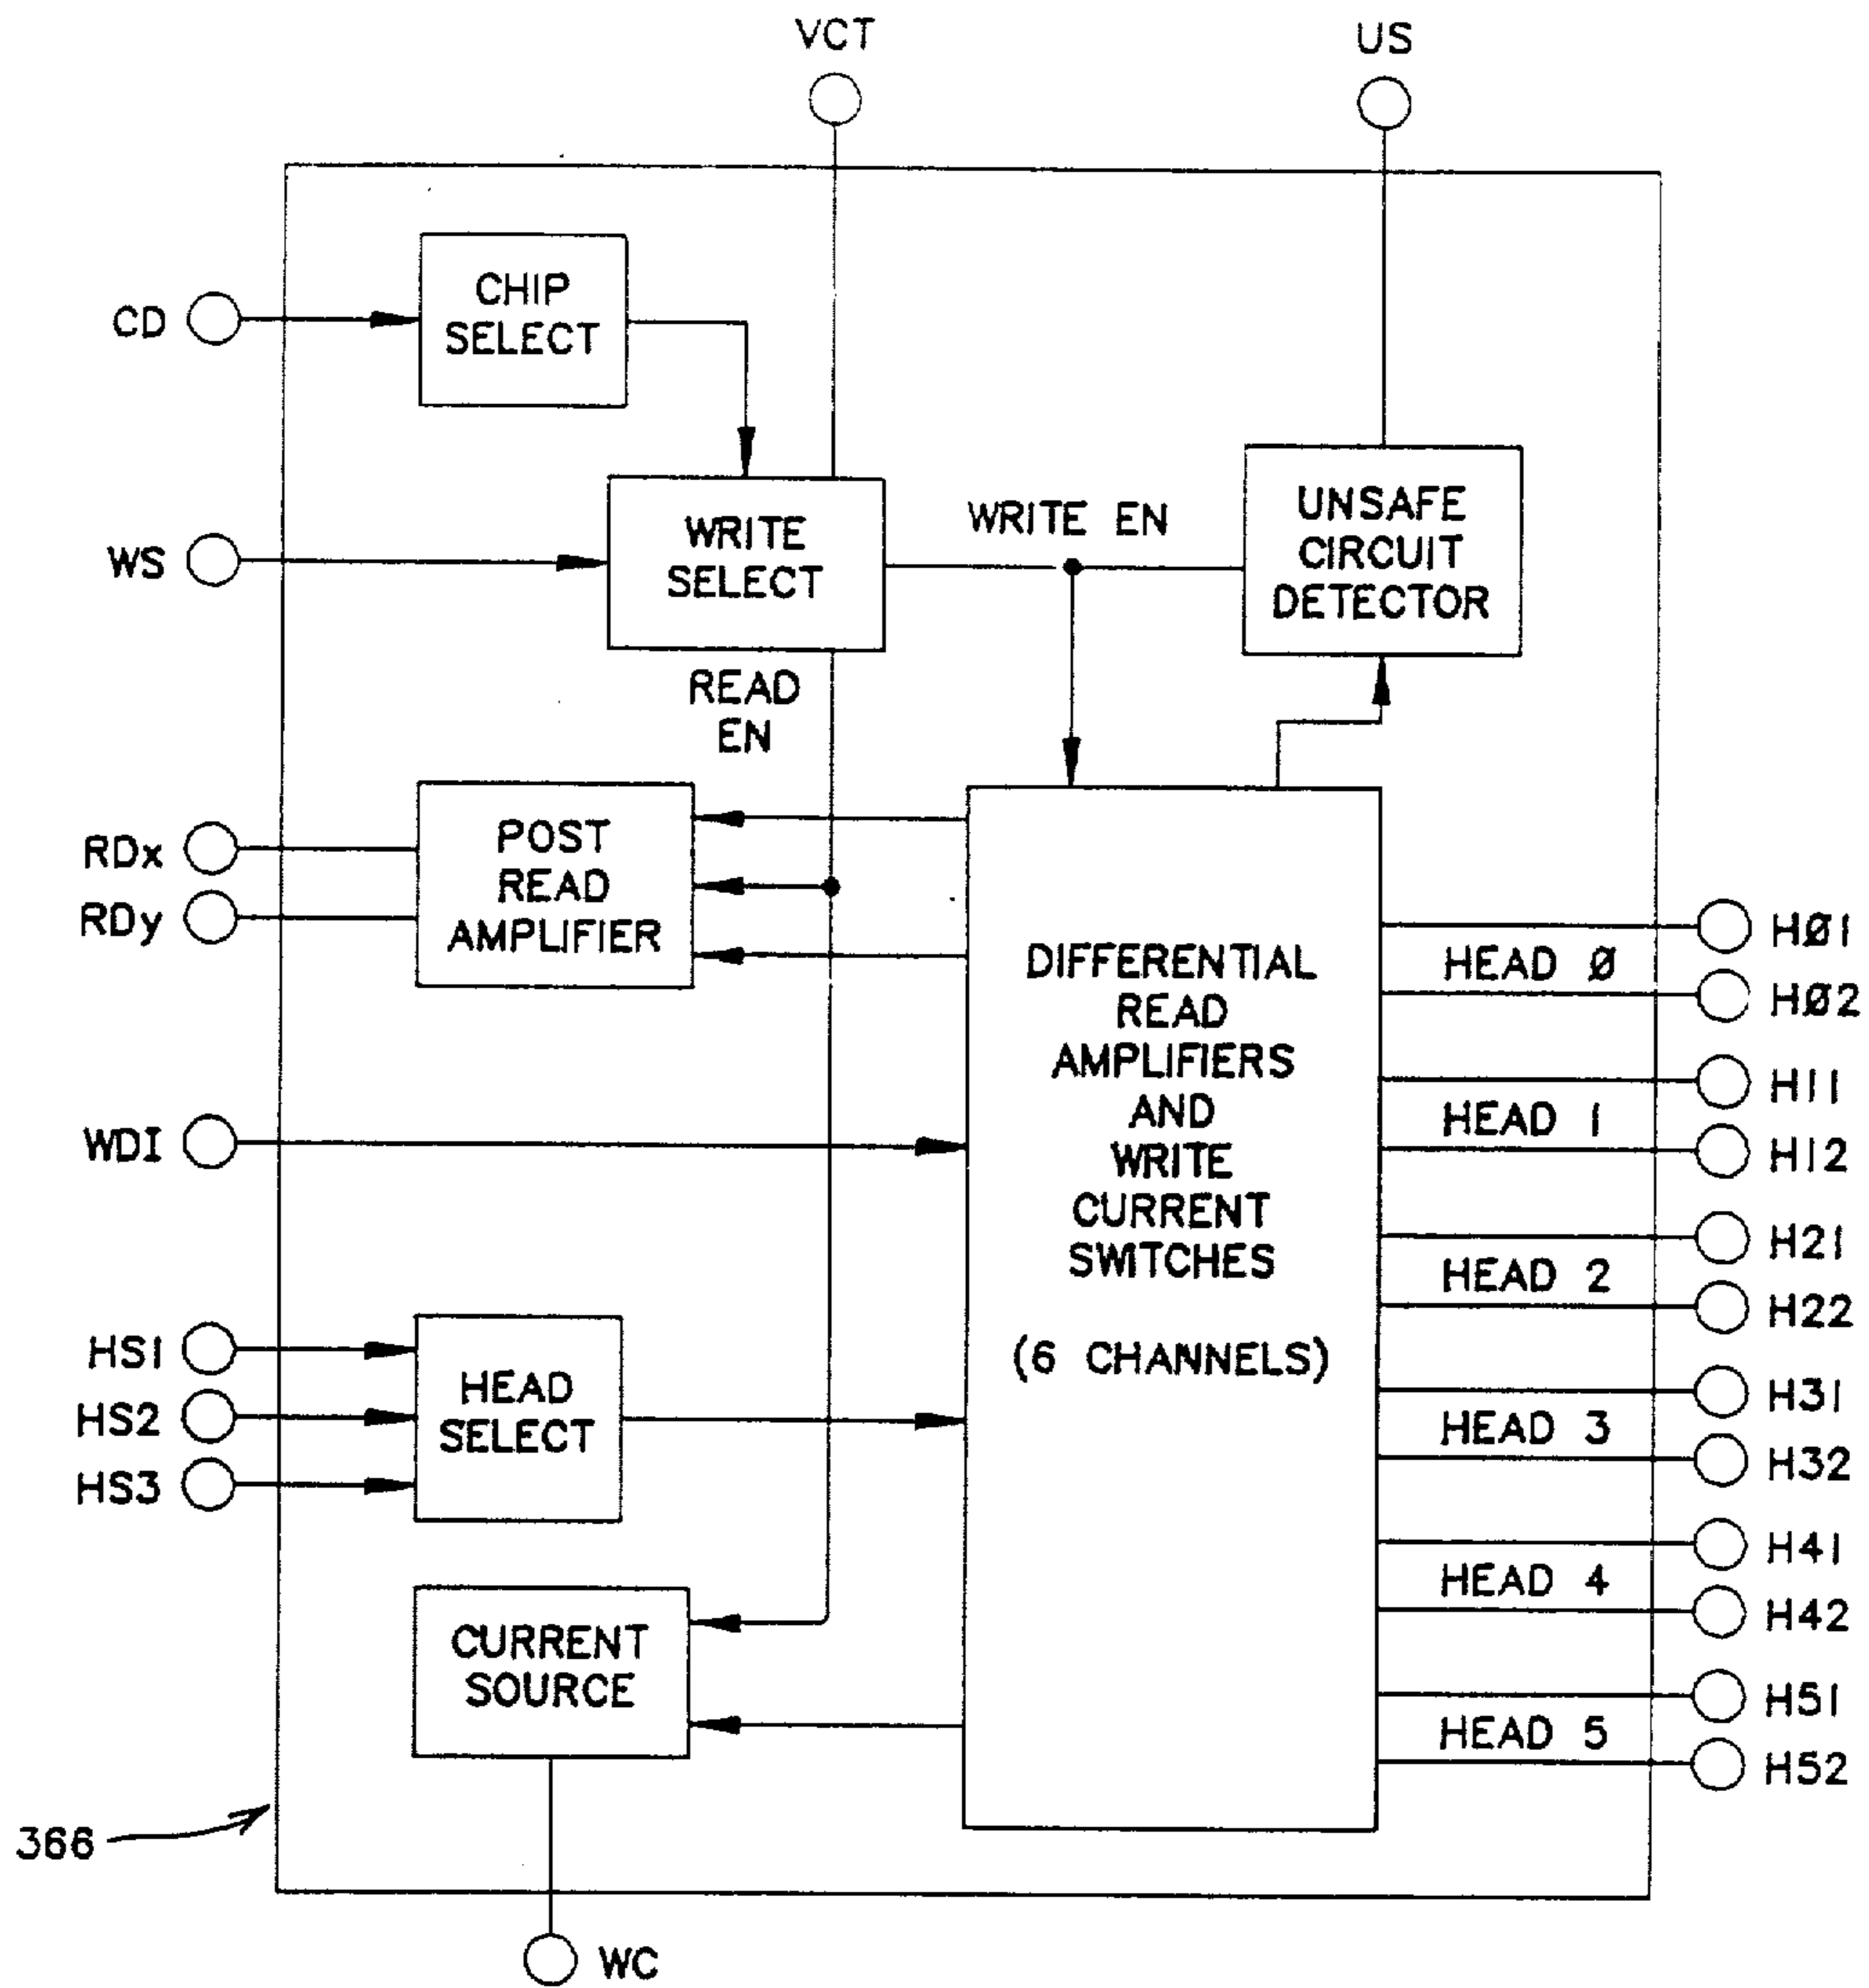 VCT
US
CD
CHIP
SELECT
WS
WRITE
SELECT
WRITE EN
UNSAFE
CIRCUIT
DETECTOR
READ
EN
RDx
RDy
POST
READ
AMPLIFIER
DIFFERENTIAL
READ
AMPLIFIERS
AND
WRITE
CURRENT
SWITCHES
(6 CHANNELS)
HØ1
HEAD Ø
HØ2
H11
HEAD 1
H12
WDI
H21
HEAD 2
H22
HS1
HS2
HS3
HEAD
SELECT
H31
HEAD 3
H32
H41
HEAD 4
H42
CURRENT
SOURCE
H51
HEAD 5
H52
366
WC